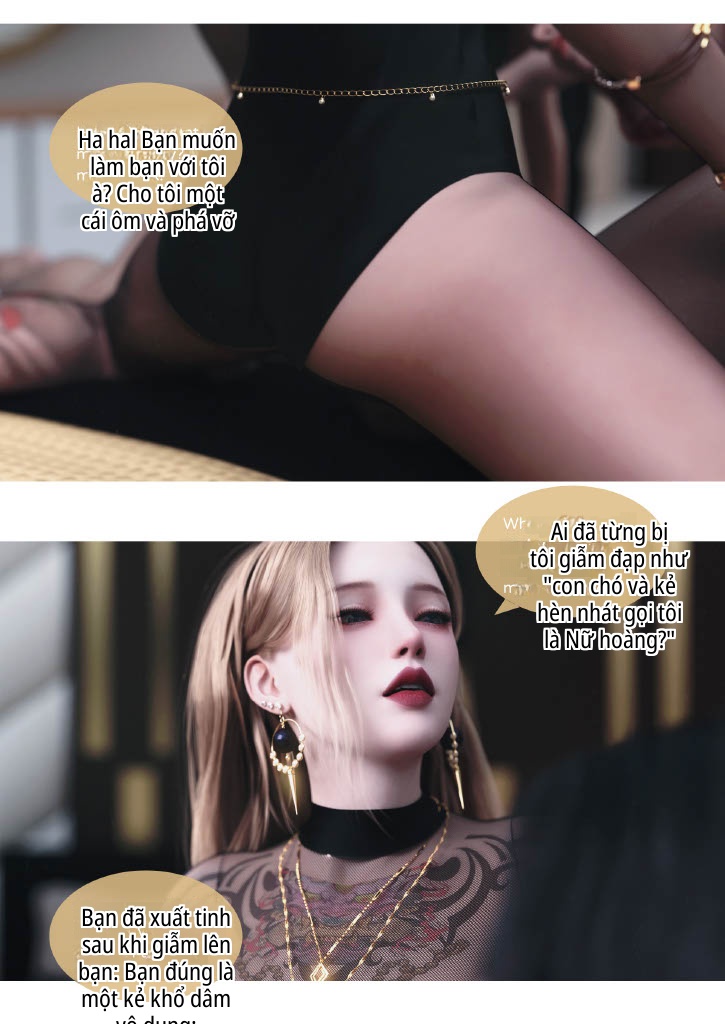 Ha hal Bạn muốn
làm bạn với tôi
à? Cho tôi một
cái ôm và phá vỡ
Ai đã từng bị
tôi giẫm đạp như
"con chó và kẻ
hèn nhát gọi tôi
là Nữ hoàng?"
Bạn đã xuất tinh
sau khi giẫm lên
bạn: Bạn đúng là
một kẻ khổ dâm